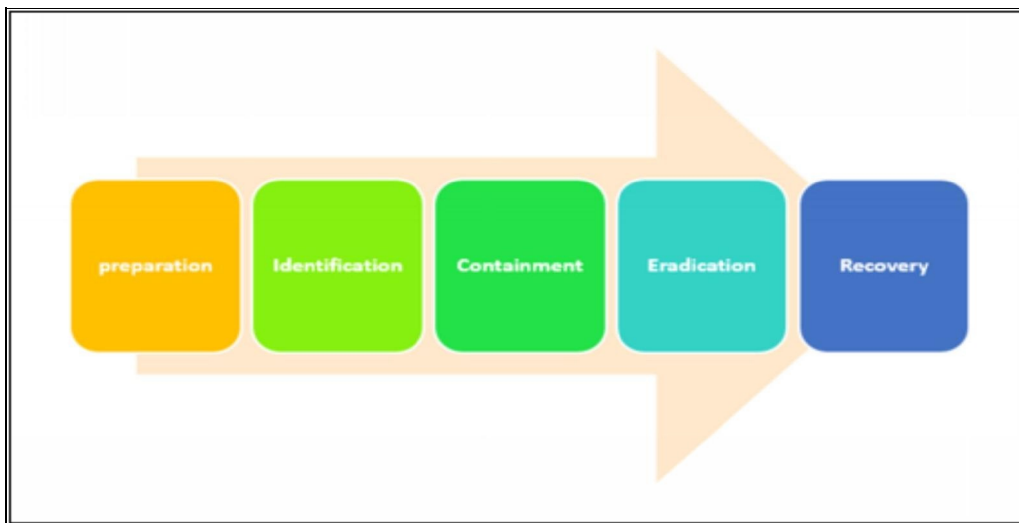 preparation
Identification
Containment
Eradication
Recovery